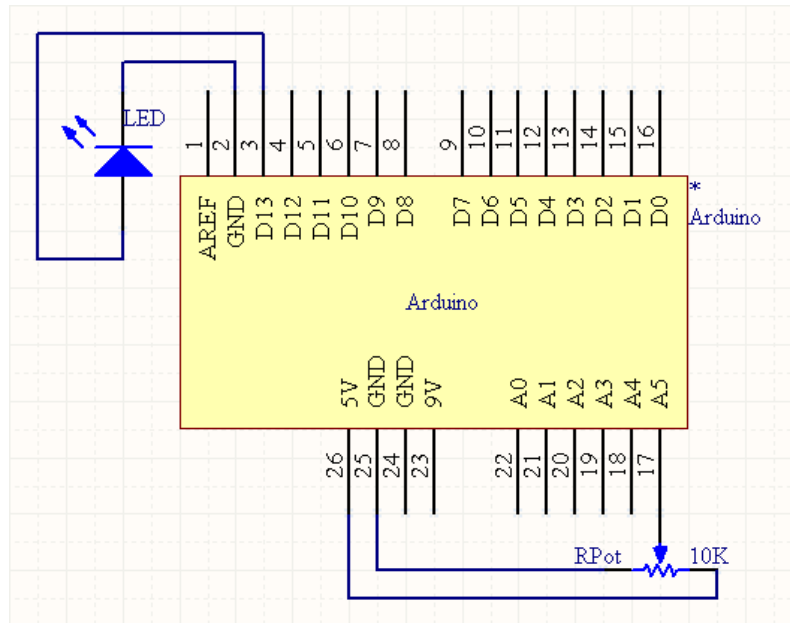 LED
1 2 3 4 5 6 7 8 9 10 11 12 13 14 15 16
AREF GND D13 D12 D11 D10 D9 D8 D7 D6 D5 D4 D3 D2 D1 D0
*
Arduino
Arduino
5V GND GND 9V A0 A1 A2 A3 A4 A5
26 25 24 23 22 21 20 19 18 17
RPot 10K